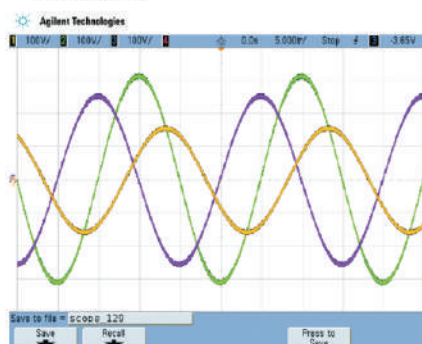 Agilent Technologies
1 100V/ 2 100V/ 3 100V/ 4 0.0s 5.000m/ Stop -3.65V
Save to file = scope_120
Save Recall Press to
Save